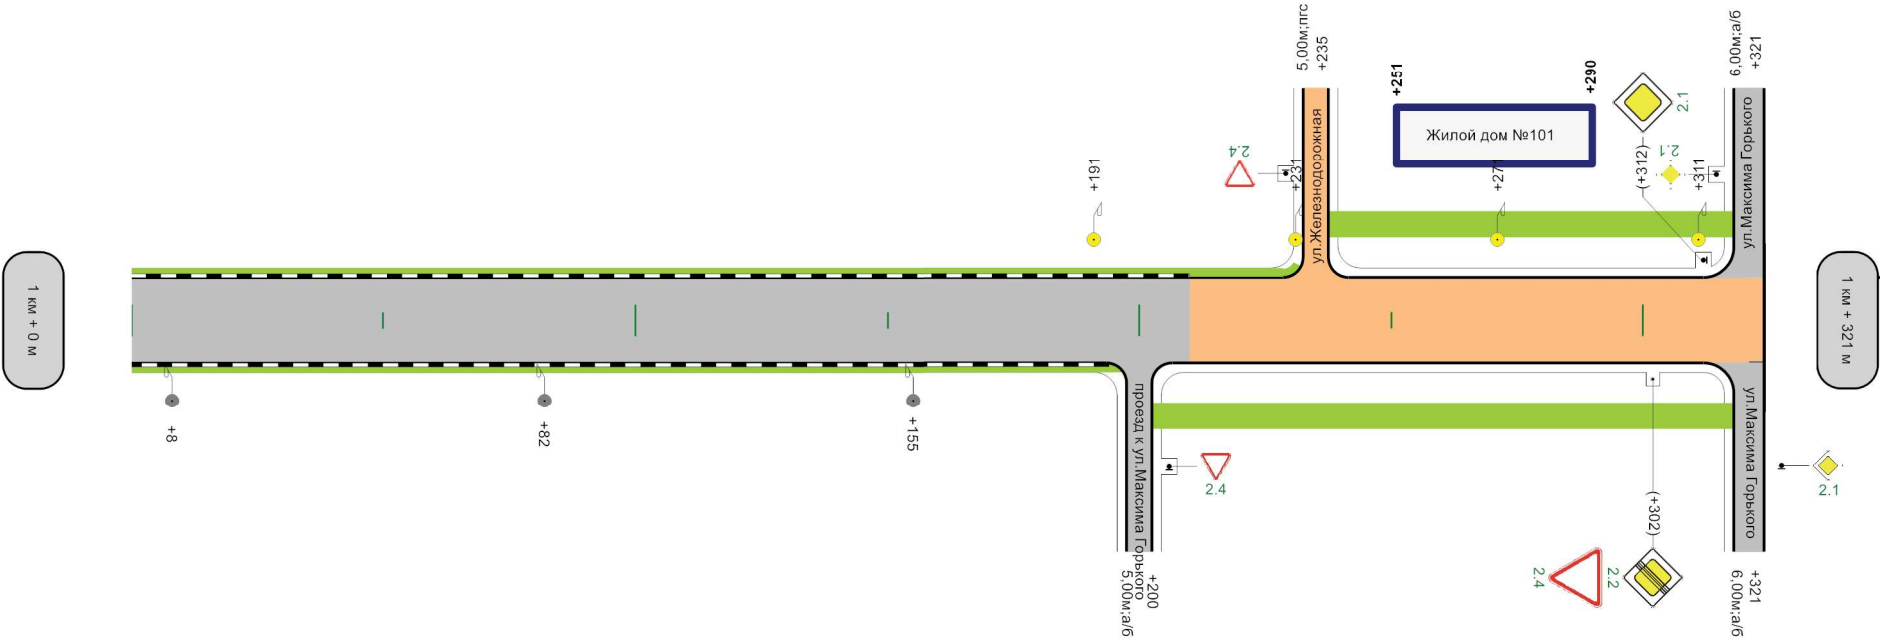 1 км + 0 м
+8
+82
+155
+191
+231
5,00м;пгс
+235
ул.Железнодорожная
2.4
+251
+290
Жилой дом №101
+271
2.1
(+312)
2.1
+311
6,00м;а/б
+321
ул.Максима Горького
1 км + 321 м
проезд к ул.Максима Горького
+200
5,00м;а/б
2.4
(+302)
2.4
2.2
ул.Максима Горького
2.1
+321
6,00м;а/б